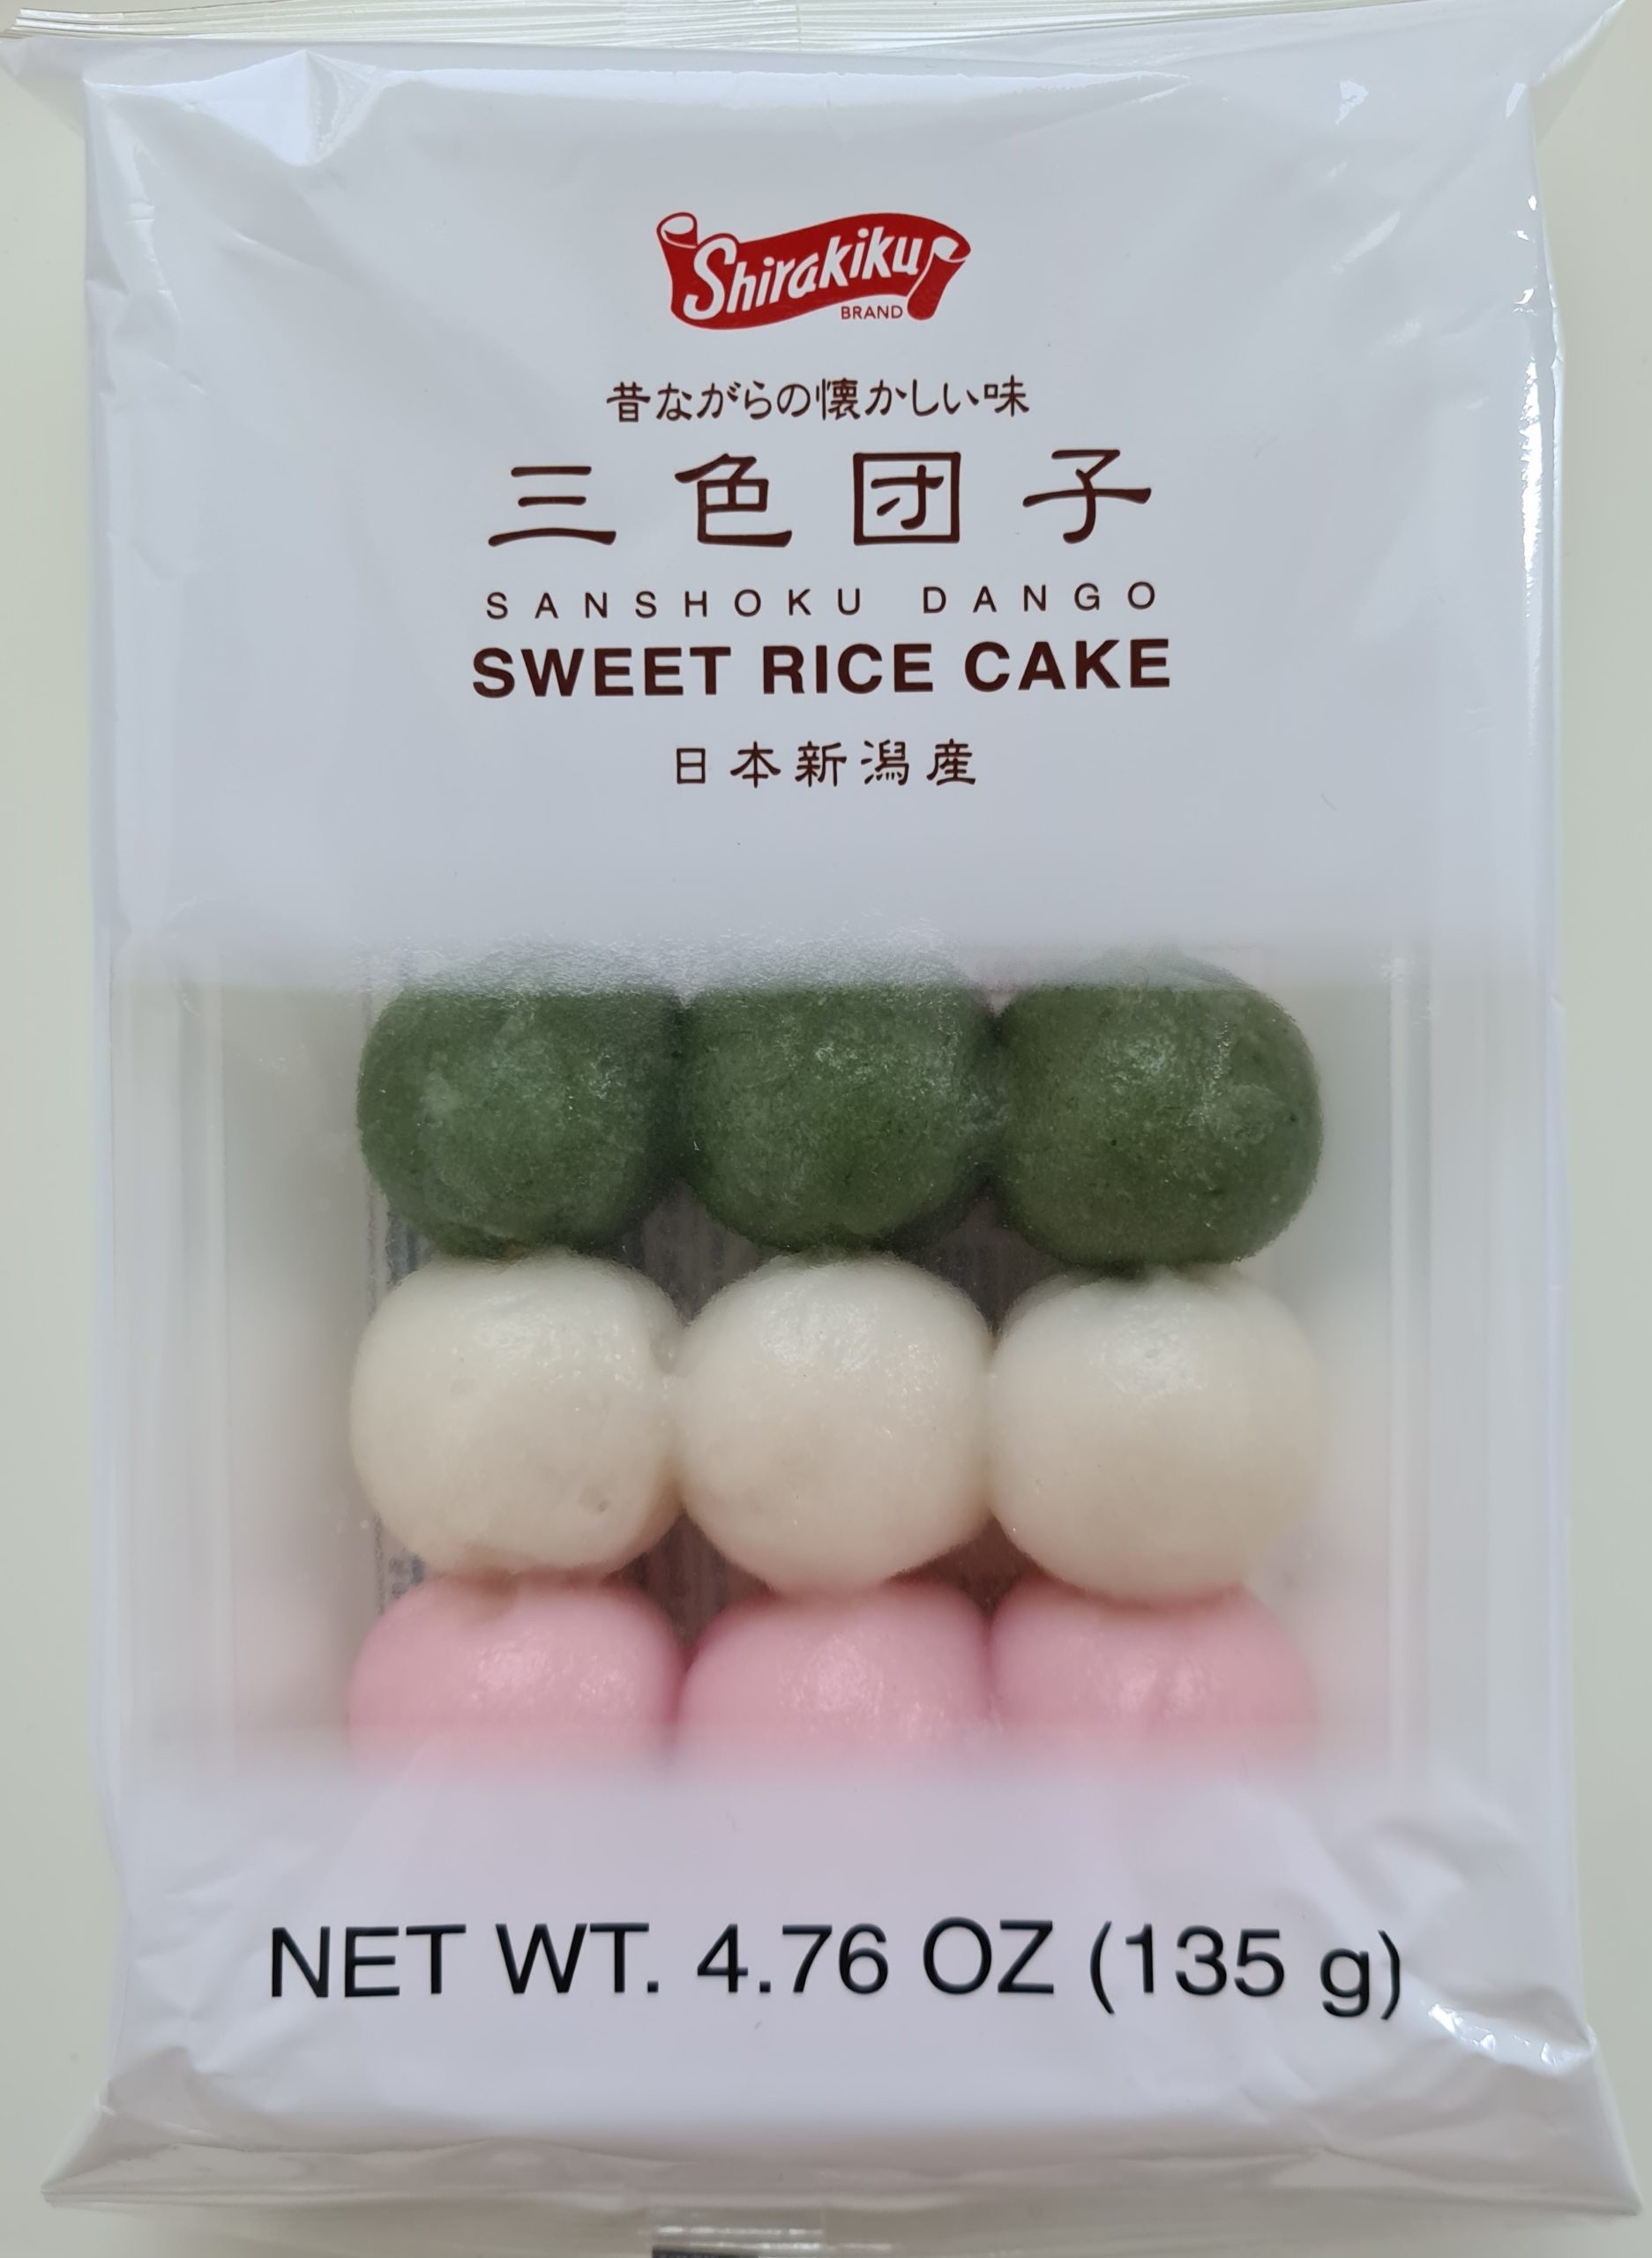 Shirakiku
BRAND
昔ながらの懐かしい味
三色団子
SANSHOKU DANGO
SWEET RICE CAKE
日本新潟産
NET WT. 4.76 OZ (135 g)